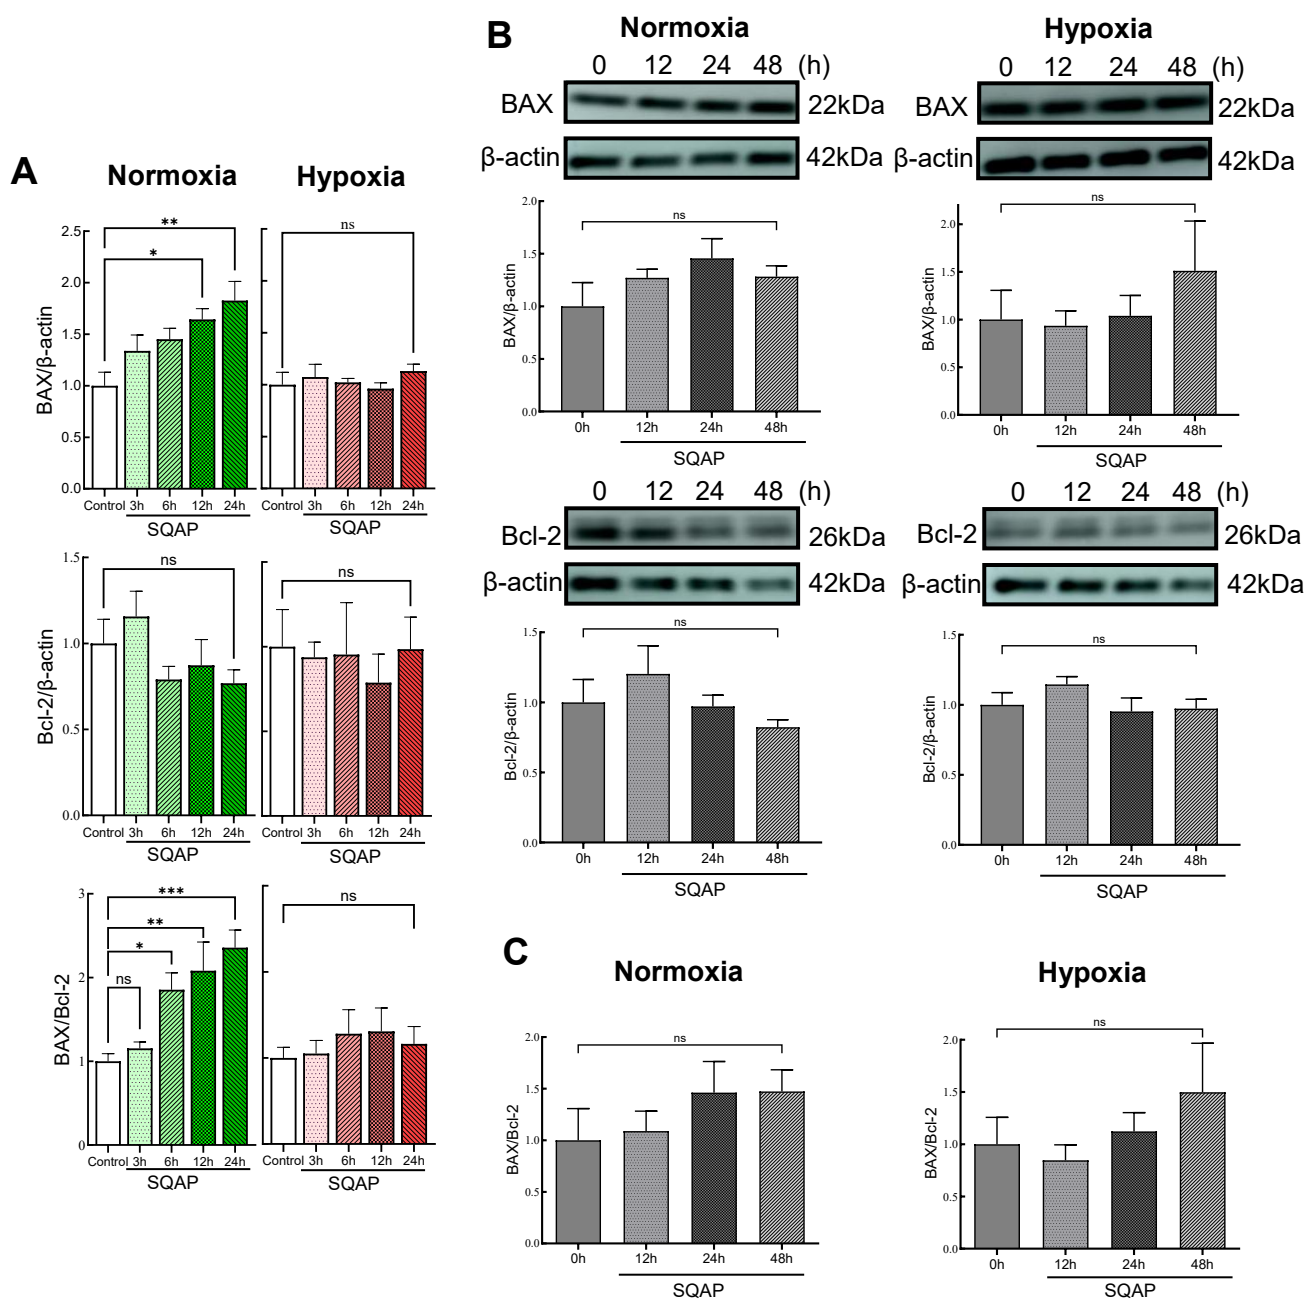 A
Normoxia Hypoxia
BAX/β-actin
2.5
2.0
1.5
1.0
0.5
0.0
** * ns
Control 3h 6h 12h 24h Control 3h 6h 12h 24h
SQAP SQAP
Bcl-2/β-actin
1.5
1.0
0.5
0.0
ns ns
Control 3h 6h 12h 24h Control 3h 6h 12h 24h
SQAP SQAP
BAX/Bcl-2
3
2
1
0
***
**
*
ns
ns
Control 3h 6h 12h 24h Control 3h 6h 12h 24h
SQAP SQAP
B
Normoxia
0 12 24 48 (h)
BAX 22kDa
β-actin 42kDa
BAX/β-actin
2.0
1.5
1.0
0.5
0.0
ns
0h 12h 24h 48h
SQAP
Hypoxia
0 12 24 48 (h)
BAX 22kDa
β-actin 42kDa
BAX/β-actin
2.0
1.5
1.0
0.5
0.0
ns
0h 12h 24h 48h
SQAP
0 12 24 48 (h)
Bcl-2 26kDa
β-actin 42kDa
Bcl-2/β-actin
1.5
1.0
0.5
0.0
ns
0h 12h 24h 48h
SQAP
0 12 24 48 (h)
Bcl-2 26kDa
β-actin 42kDa
Bcl-2/β-actin
1.5
1.0
0.5
0.0
ns
0h 12h 24h 48h
SQAP
C
Normoxia
BAX/Bcl-2
2.0
1.5
1.0
0.5
0.0
ns
0h 12h 24h 48h
SQAP
Hypoxia
BAX/Bcl-2
2.0
1.5
1.0
0.5
0.0
ns
0h 12h 24h 48h
SQAP